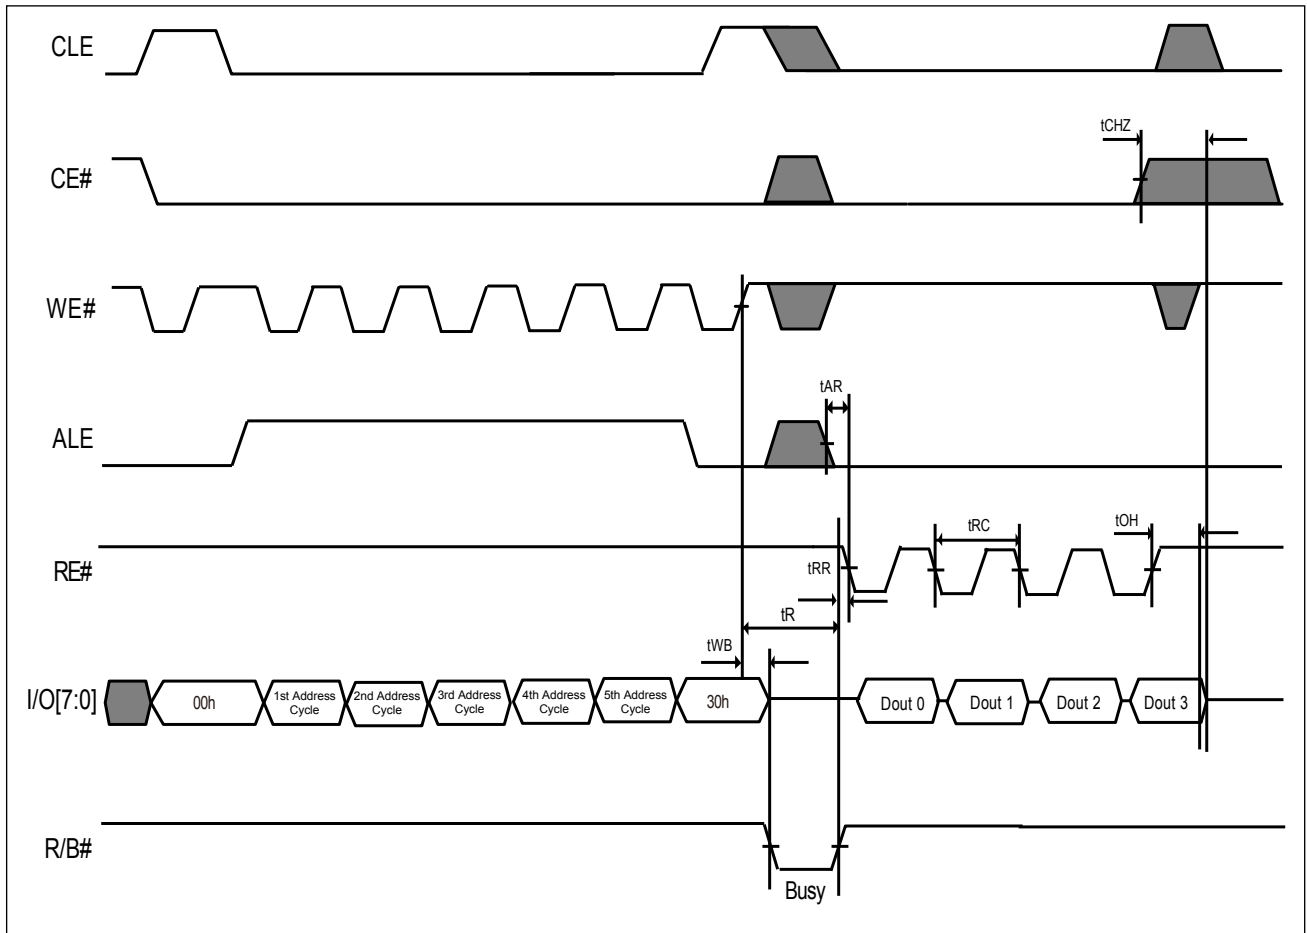 CLE
tCHZ
CE#
WE#
tAR
ALE
tRC
tOH
RE#
tRR
tR
tWB
I/O[7:0]
00h
1st Address
Cycle
2nd Address
Cycle
3rd Address
Cycle
4th Address
Cycle
5th Address
Cycle
30h
Dout 0
Dout 1
Dout 2
Dout 3
R/B#
Busy